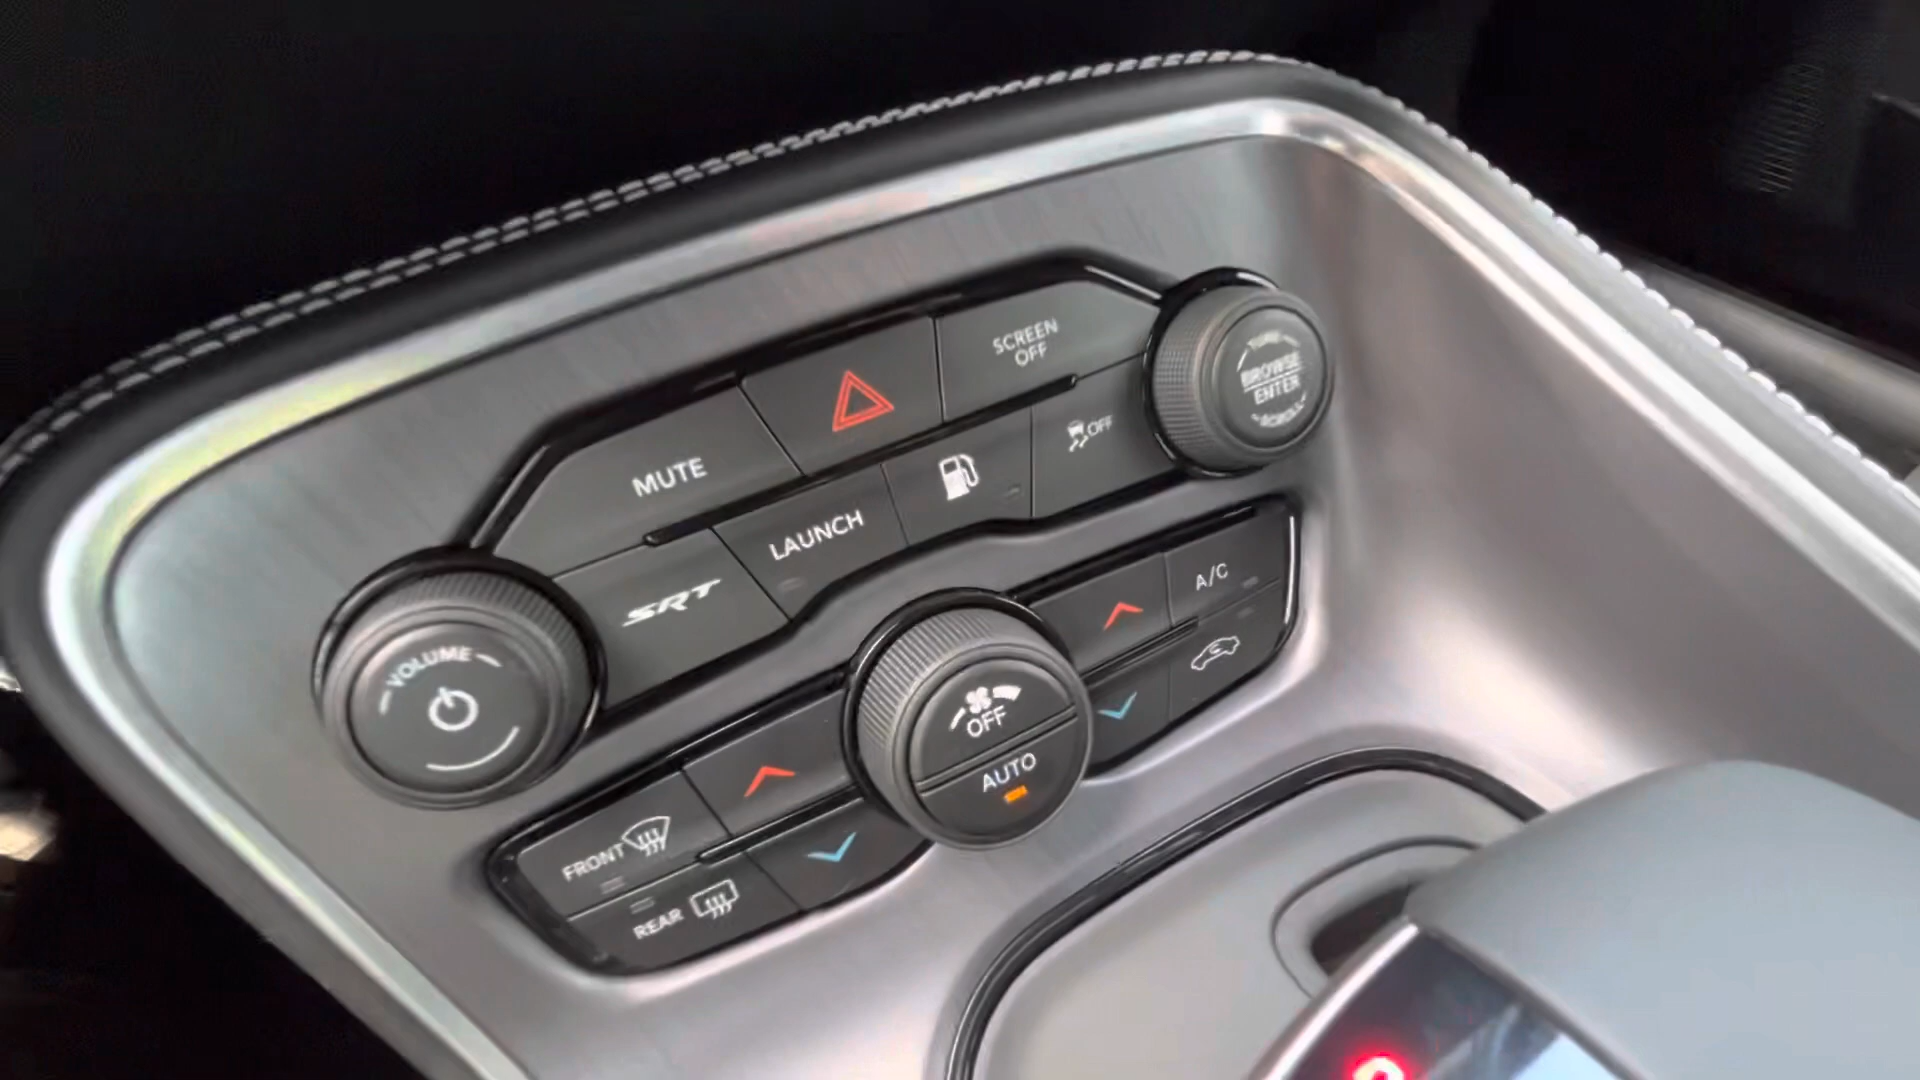 SCREEN
OFF
TUNE
BROWSE
ENTER
SCROLL
MUTE
OFF
LAUNCH
SRT
A/C
VOLUME
OFF
AUTO
FRONT
REAR